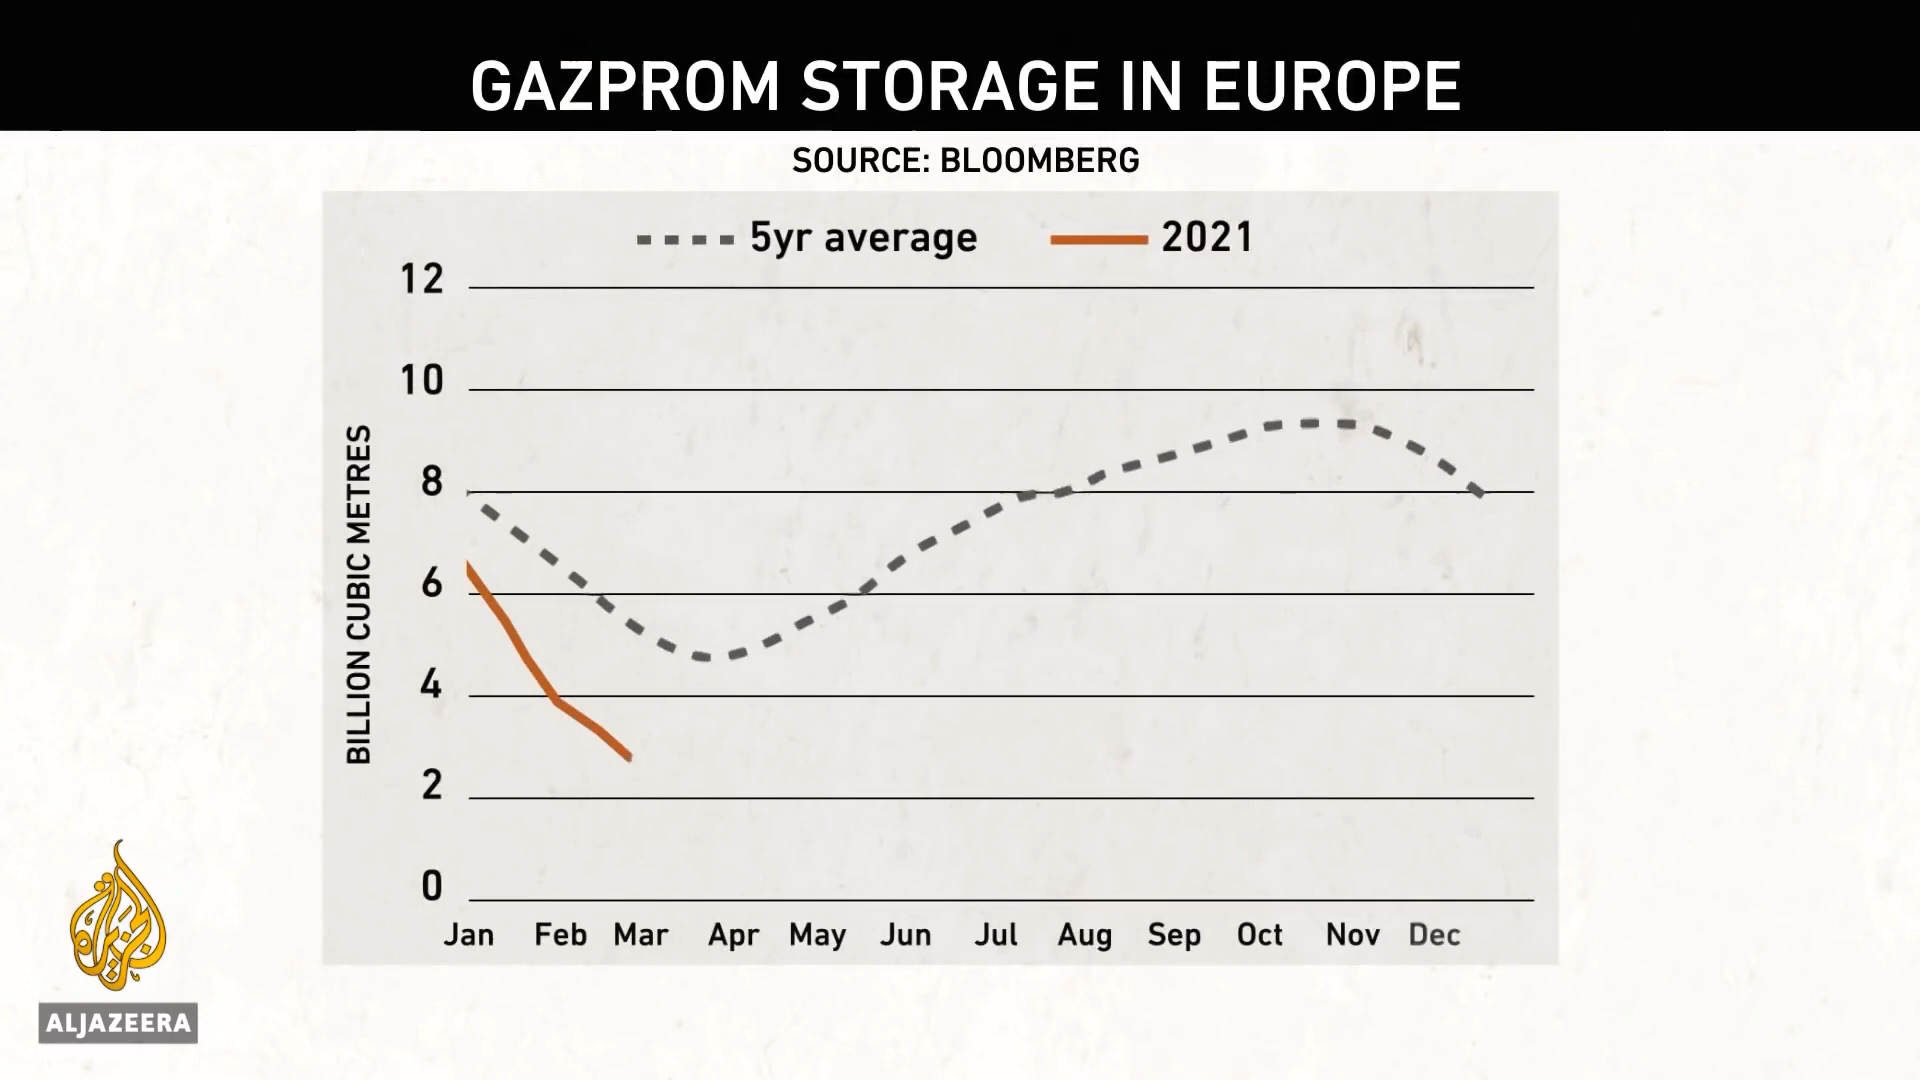 GAZPROM STORAGE IN EUROPE
SOURCE: BLOOMBERG
5yr average 2021
12
10
8
6
4
2
0
BILLION CUBIC METRES
Jan Feb Mar Apr May Jun Jul Aug Sep Oct Nov Dec
الجزيرة
ALJAZEERA